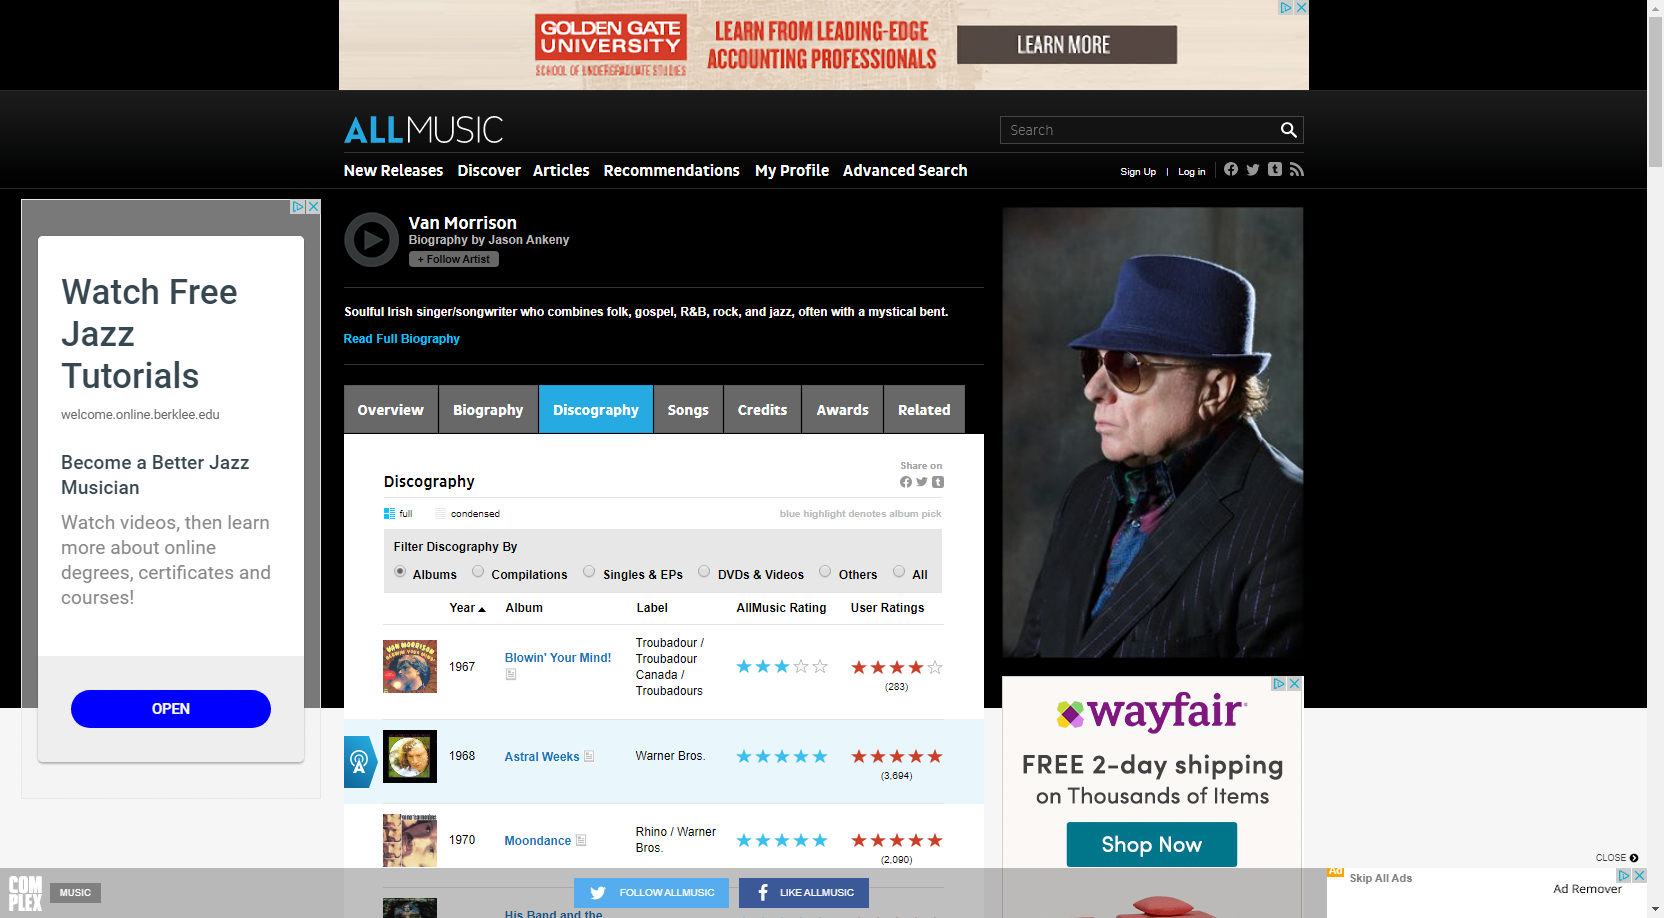 GOLDEN GATE
UNIVERSITY
SCHOOL OF UNDERGRADUATE STUDIES
LEARN FROM LEADING-EDGE
ACCOUNTING PROFESSIONALS
LEARN MORE
ALLMUSIC
Search
New Releases Discover Articles Recommendations My Profile Advanced Search
Sign Up | Log in
Watch Free
Jazz
Tutorials
welcome.online.berklee.edu
Become a Better Jazz
Musician
Watch videos, then learn
more about online
degrees, certificates and
courses!
OPEN
Van Morrison
Biography by Jason Ankeny
+ Follow Artist
Soulful Irish singer/songwriter who combines folk, gospel, R&B, rock, and jazz, often with a mystical bent.
Read Full Biography
Overview Biography Discography Songs Credits Awards Related
Share on
Discography
full condensed blue highlight denotes album pick
Filter Discography By
Albums Compilations Singles & EPs DVDs & Videos Others All
Year Album Label AllMusic Rating User Ratings
VAN MORRISON
BLOWIN' YOUR MIND!
1967
Blowin' Your Mind!
Troubadour /
Troubadour
Canada /
Troubadours
(283)
1968
Astral Weeks
Warner Bros.
(3,694)
1970
Moondance
Rhino / Warner
Bros.
(2,090)
His Band and the
wayfair
FREE 2-day shipping
on Thousands of Items
Shop Now
CLOSE
COM
PLEX
MUSIC
FOLLOW ALLMUSIC
LIKE ALLMUSIC
Ad
Skip All Ads
Ad Remover